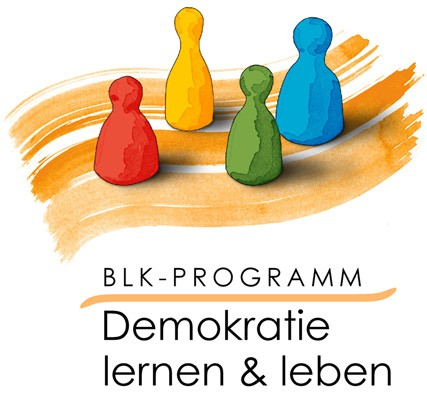 BLK-PROGRAMM
Demokratie
lernen & leben